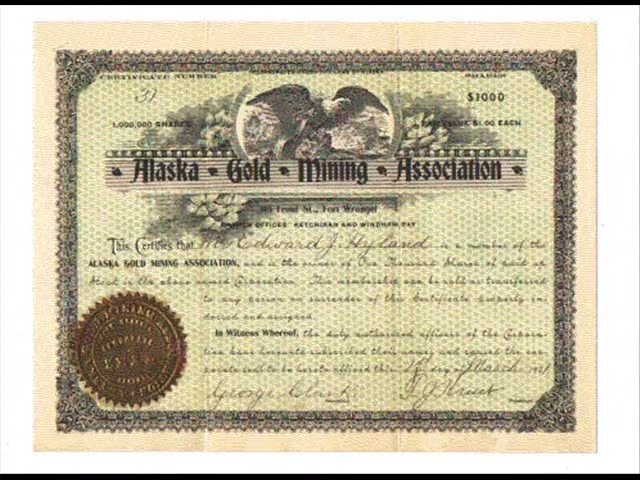 CERTIFICATE NUMBER
31 $1000
1,000,000 SHARES PAR VALUE $1.00 EACH
Alaska Gold Mining Association
Front St., Fort Wrangel
BRANCH OFFICES: KETCHIKAN AND WINDHAM BAY
This Certifies that Mr Edward J. Hyland is a member of the
ALASKA GOLD MINING ASSOCIATION, and is the owner of One Thousand Shares of said
Stock in the above named Corporation. This membership can be sold or transferred
to any person on surrender of this Certificate properly in-
dorsed and assigned.
In Witness Whereof, the duly authorized officers of the Corpora-
tion have hereunto subscribed their names and caused the cor-
porate seal to be hereto affixed this day of March
George